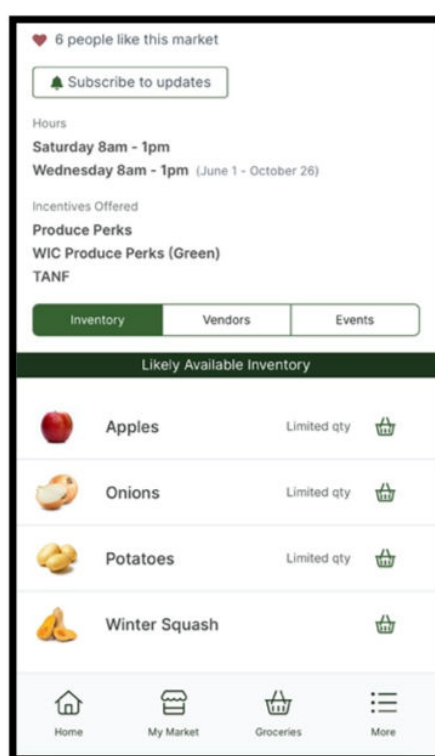 6 people like this market
Subscribe to updates
Hours
Saturday 8am - 1pm
Wednesday 8am - 1pm (June 1 - October 26)
Incentives Offered
Produce Perks
WIC Produce Perks (Green)
TANF
Inventory Vendors Events
Likely Available Inventory
Apples Limited qty
Onions Limited qty
Potatoes Limited qty
Winter Squash
Home My Market Groceries More